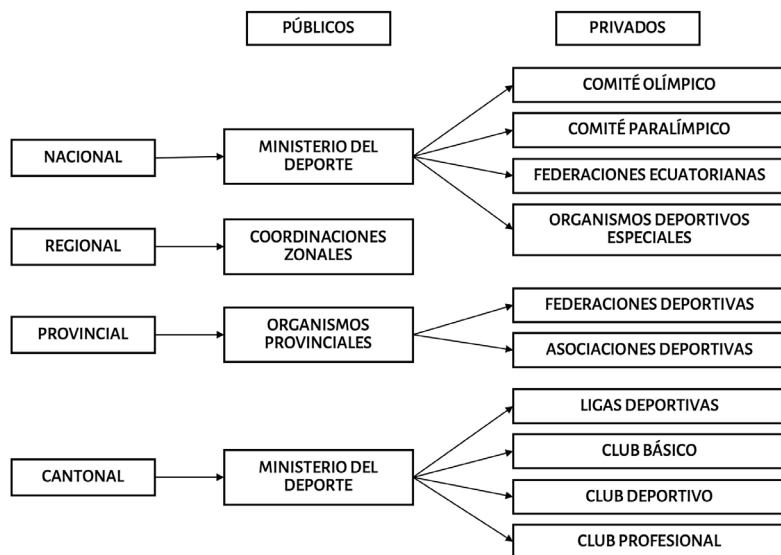 PÚBLICOS
PRIVADOS
NACIONAL
MINISTERIO DEL
DEPORTE
COMITÉ OLÍMPICO
COMITÉ PARALÍMPICO
FEDERACIONES ECUATORIANAS
ORGANISMOS DEPORTIVOS
ESPECIALES
REGIONAL
COORDINACIONES
ZONALES
PROVINCIAL
ORGANISMOS
PROVINCIALES
FEDERACIONES DEPORTIVAS
ASOCIACIONES DEPORTIVAS
CANTONAL
MINISTERIO DEL
DEPORTE
LIGAS DEPORTIVAS
CLUB BÁSICO
CLUB DEPORTIVO
CLUB PROFESIONAL